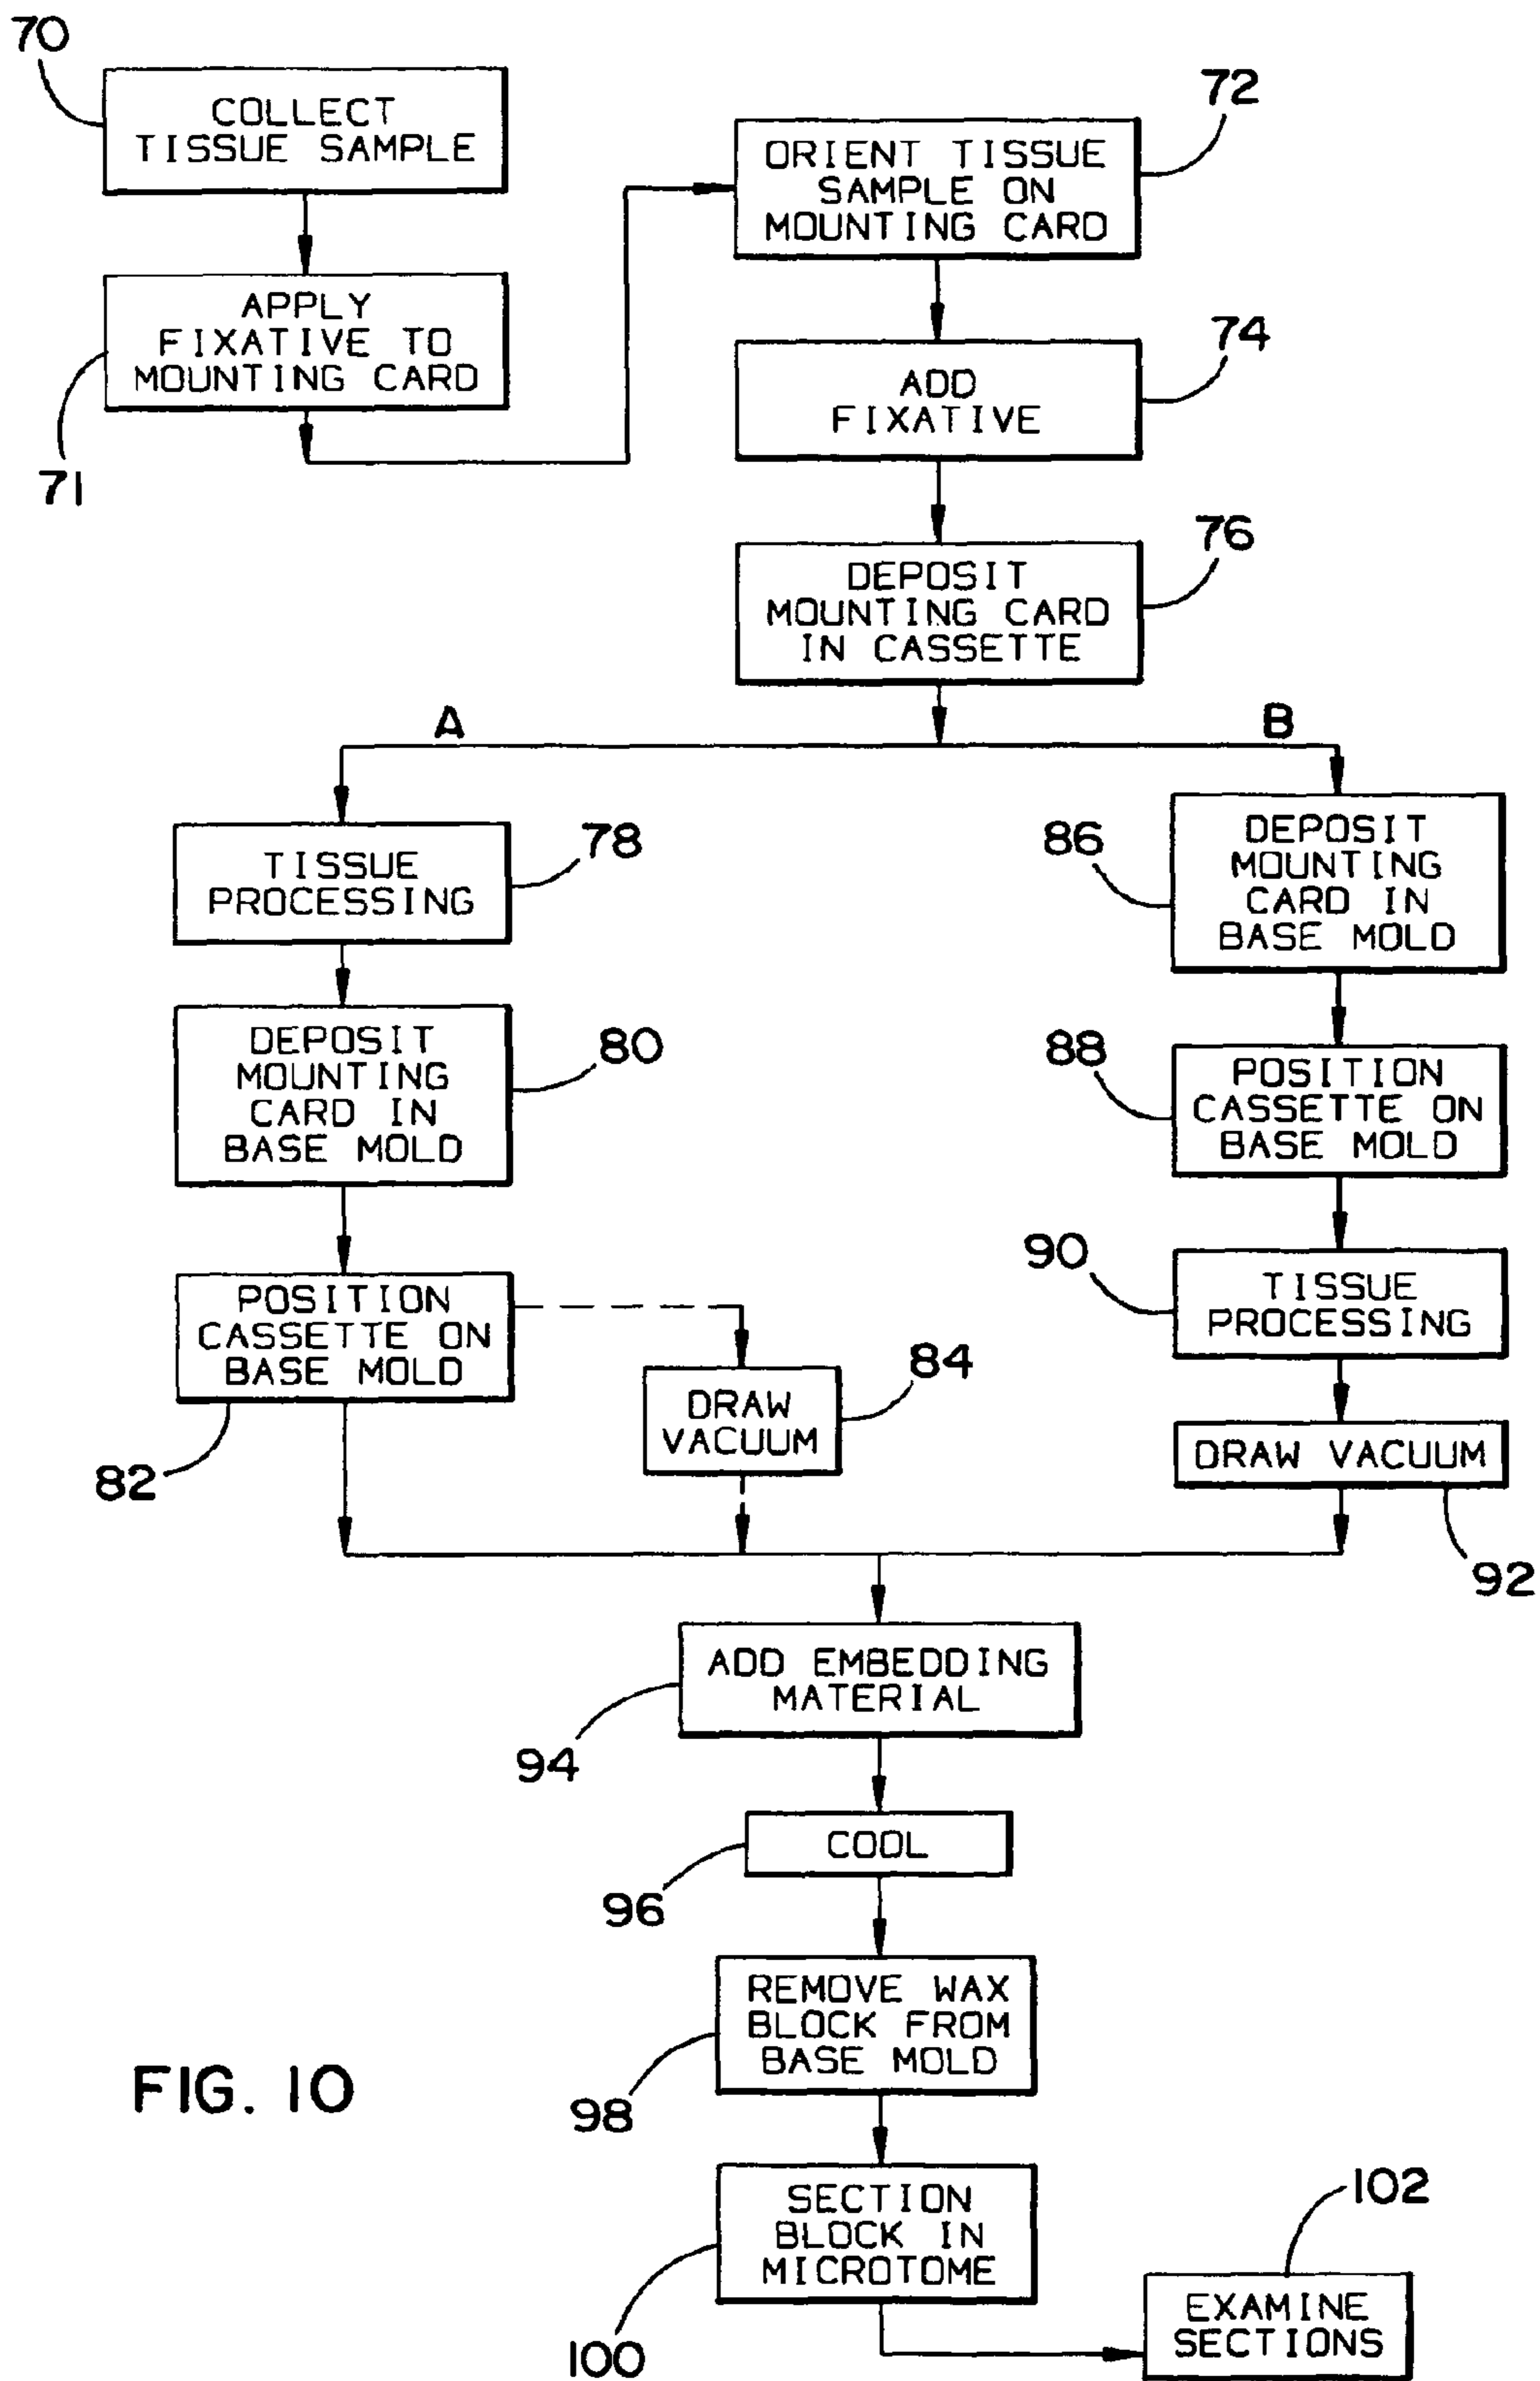 70
COLLECT
TISSUE SAMPLE
APPLY
FIXATIVE TO
MOUNTING CARD
71
72
ORIENT TISSUE
SAMPLE ON
MOUNTING CARD
74
ADD
FIXATIVE
76
DEPOSIT
MOUNTING CARD
IN CASSETTE
A
B
TISSUE
PROCESSING
78
DEPOSIT
MOUNTING
CARD IN
BASE MOLD
80
POSITION
CASSETTE ON
BASE MOLD
82
DRAW
VACUUM
84
86
DEPOSIT
MOUNTING
CARD IN
BASE MOLD
88
POSITION
CASSETTE ON
BASE MOLD
90
TISSUE
PROCESSING
DRAW VACUUM
92
ADD EMBEDDING
MATERIAL
94
COOL
96
REMOVE WAX
BLOCK FROM
BASE MOLD
98
SECTION
BLOCK IN
MICROTOME
100
102
EXAMINE
SECTIONS
FIG. 10